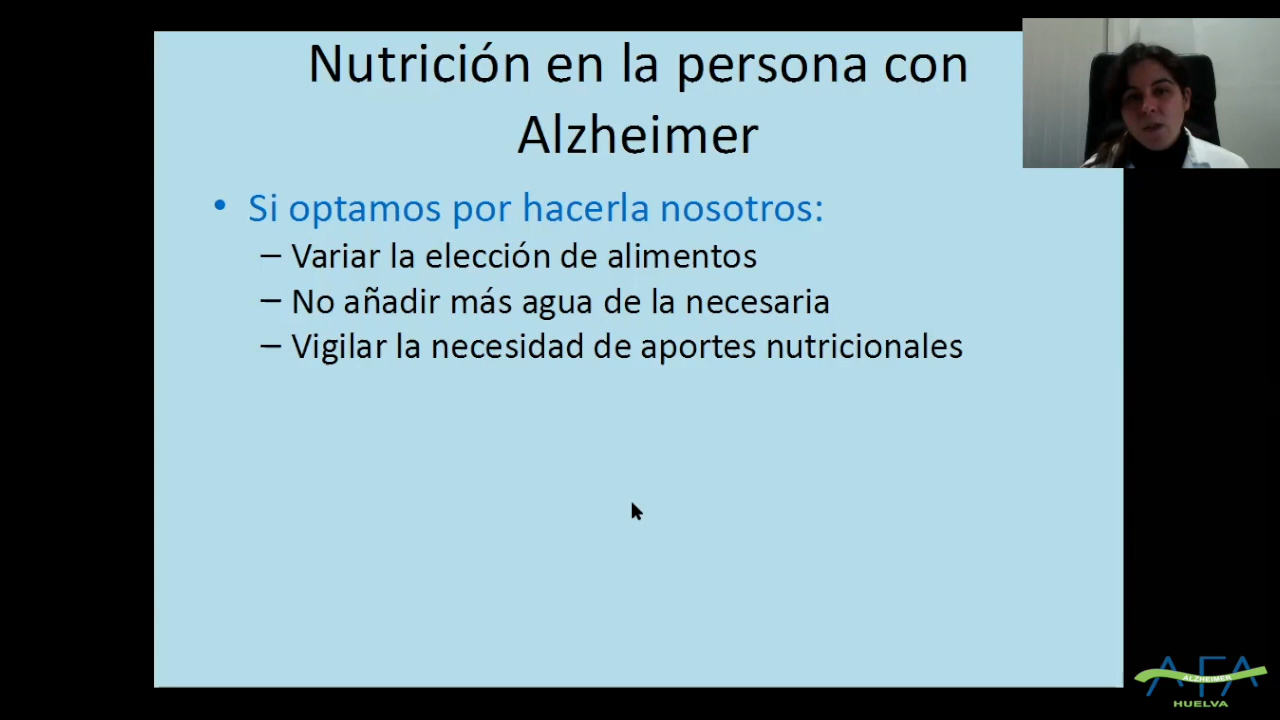 Nutrición en la persona con
Alzheimer
• Si optamos por hacerla nosotros:
– Variar la elección de alimentos
– No añadir más agua de la necesaria
– Vigilar la necesidad de aportes nutricionales
AFA
ALZHEIMER
HUELVA